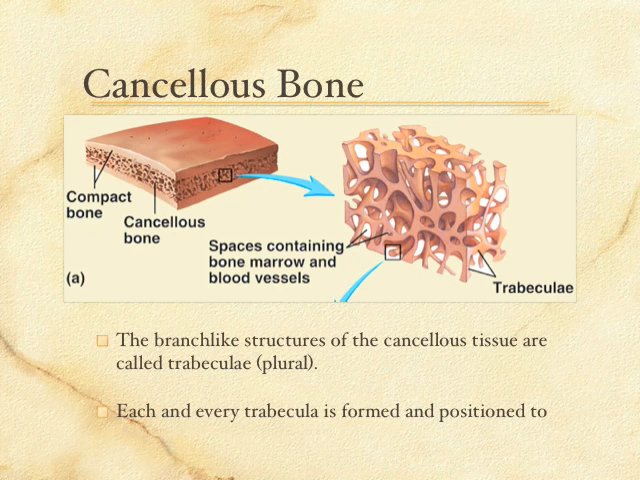 Cancellous Bone
Compact
bone
Cancellous
bone
Spaces containing
bone marrow and
blood vessels
(a)
Trabeculae
The branchlike structures of the cancellous tissue are
called trabeculae (plural).
Each and every trabecula is formed and positioned to